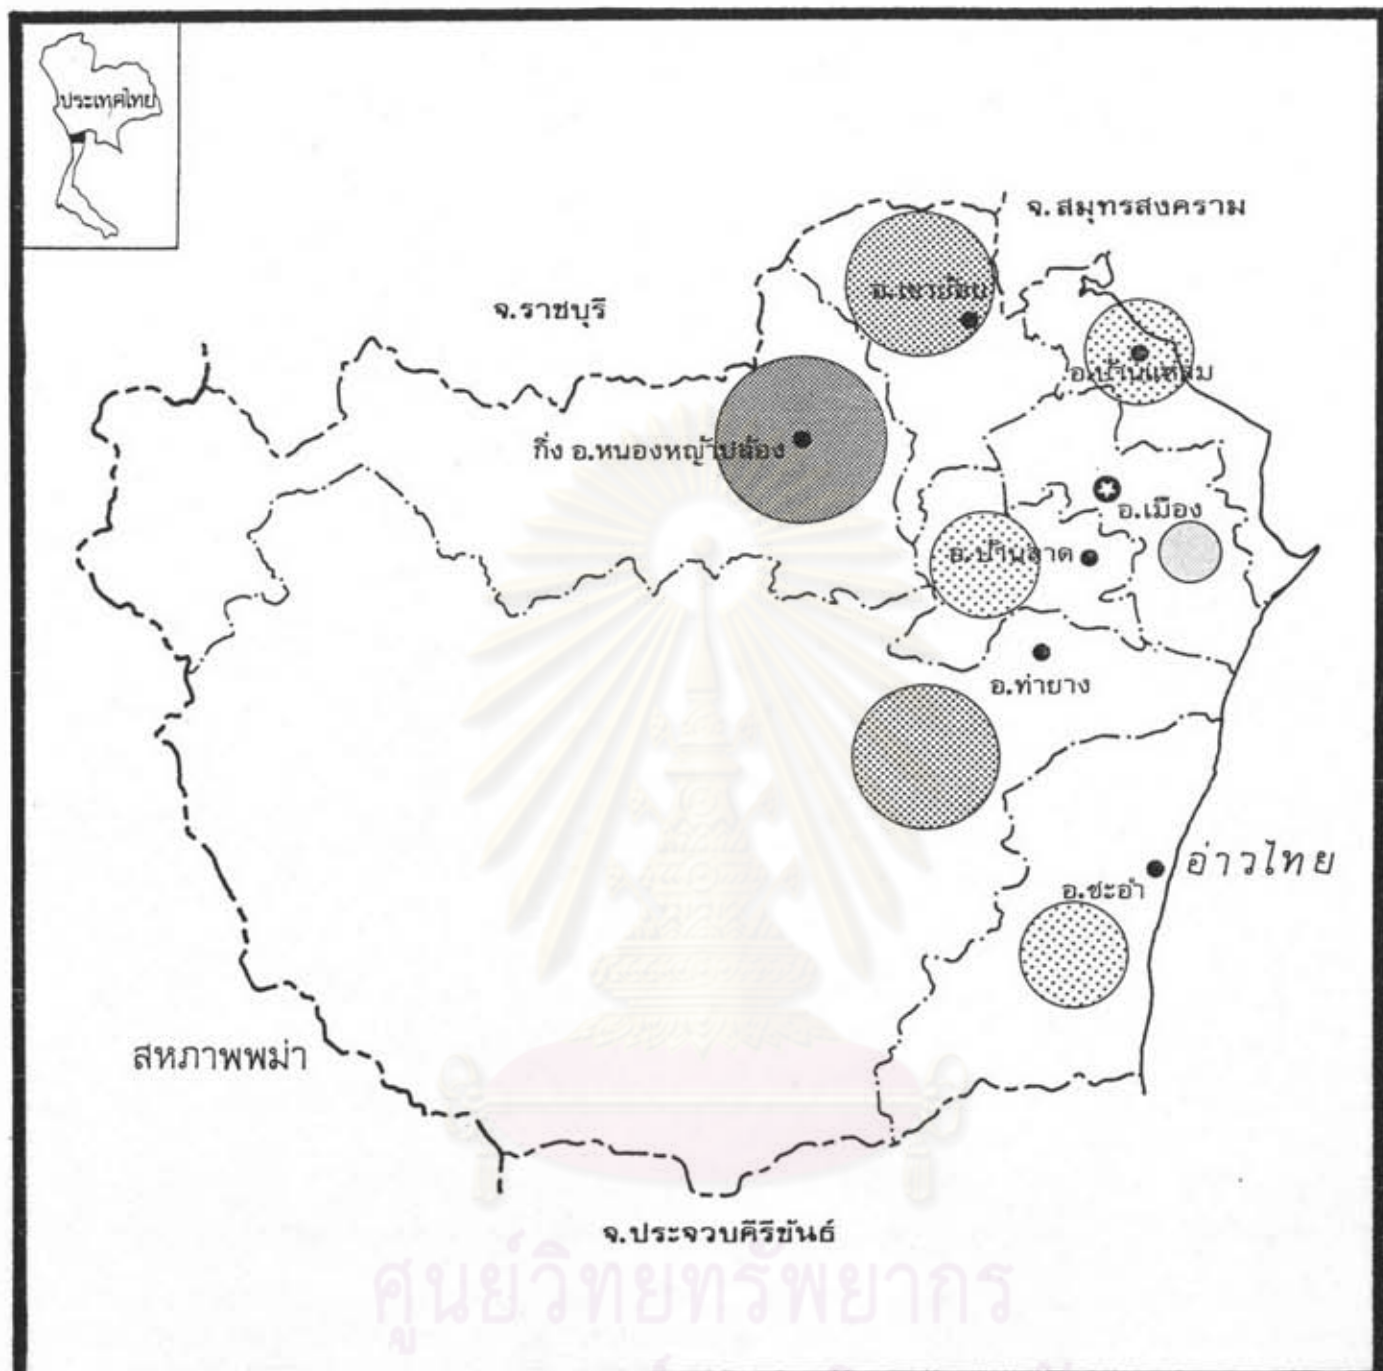 ประเทศไทย
จ.สมุทรสงคราม
อ.เขาย้อย
จ.ราชบุรี
อ.บ้านแหลม
กิ่ง อ.หนองหญ้าปล้อง
อ.เมือง
อ.บ้านลาด
อ.ท่ายาง
อ่าวไทย
อ.ชะอำ
สหภาพพม่า
จ.ประจวบคีรีขันธ์
ศูนย์วิทยทรัพยากร